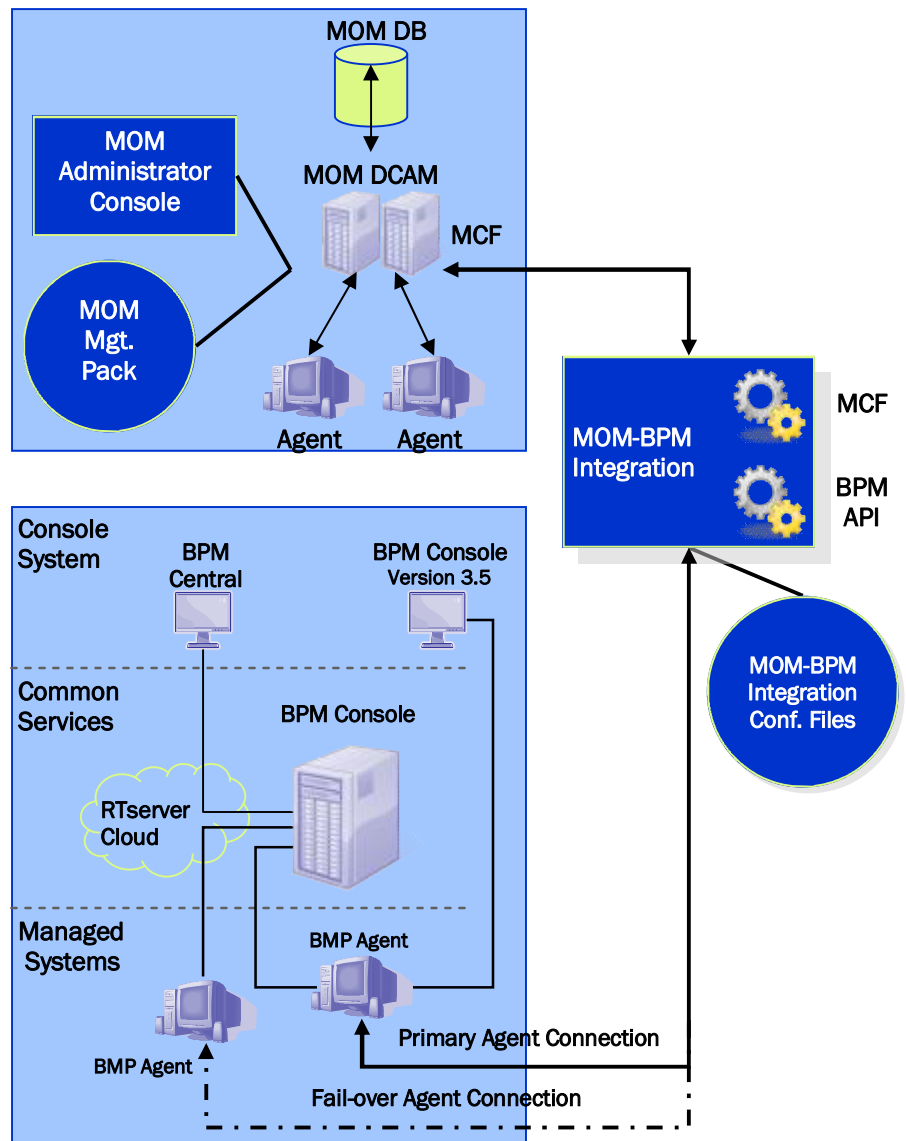 MOM DB
MOM
Administrator
Console
MOM DCAM
MCF
MOM
Mgt.
Pack
Agent
Agent
MOM-BPM
Integration
MCF
BPM
API
MOM-BPM
Integration
Conf. Files
Console
System
BPM
Central
BPM Console
Version 3.5
Common
Services
BPM Console
RTserver
Cloud
Managed
Systems
BMP Agent
BMP Agent
Primary Agent Connection
Fail-over Agent Connection